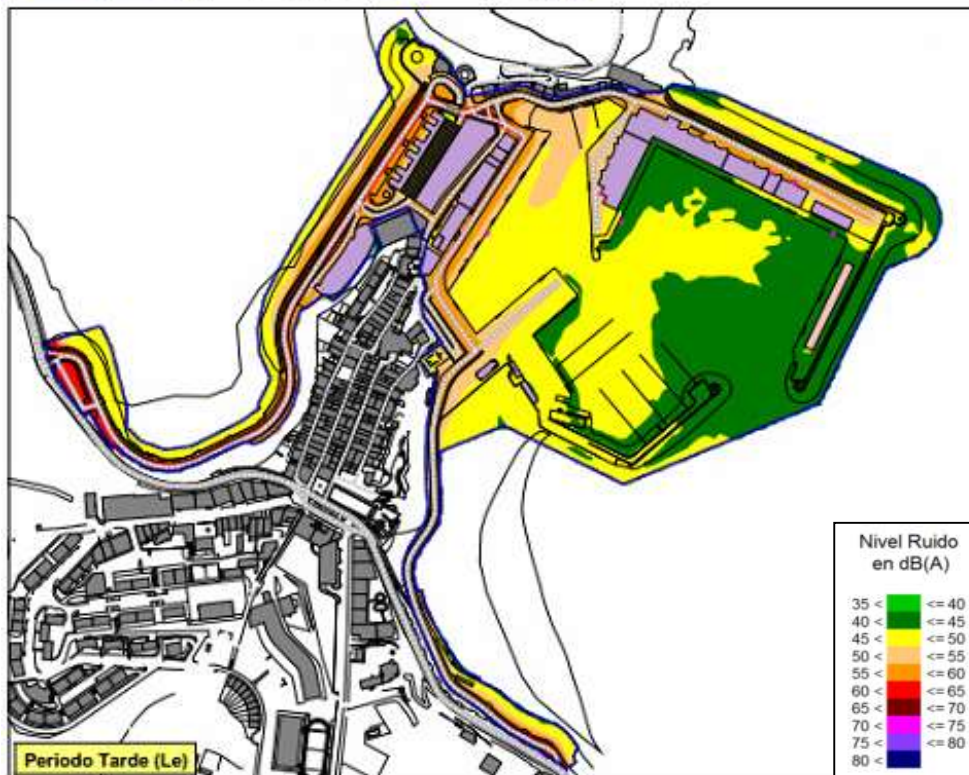 Nivel Ruido
en dB(A)
35 < <= 40
40 < <= 45
45 < <= 50
50 < <= 55
55 < <= 60
60 < <= 65
65 < <= 70
70 < <= 75
75 < <= 80
80 <
Periodo Tarde (Le)